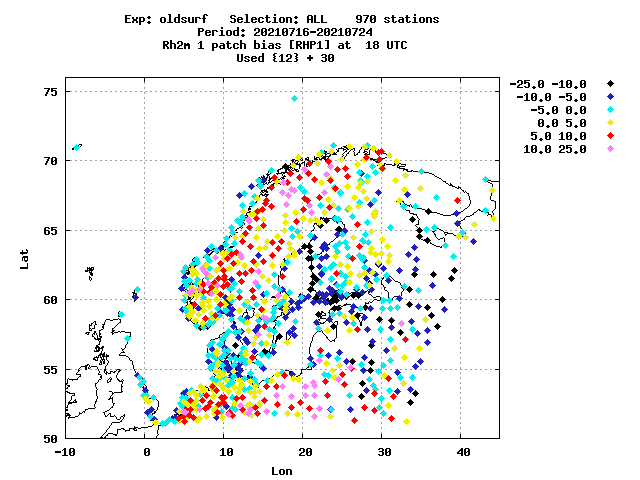 Exp: oldsurf   Selection: ALL    970 stations
Period: 20210716-20210724
Rh2m 1 patch bias [RHP1] at  18 UTC
Used {12} + 30
-25.0 -10.0
-10.0 -5.0
-5.0 0.0
0.0 5.0
5.0 10.0
10.0 25.0
75
70
65
60
55
50
Lat
-10 0 10 20 30 40
Lon